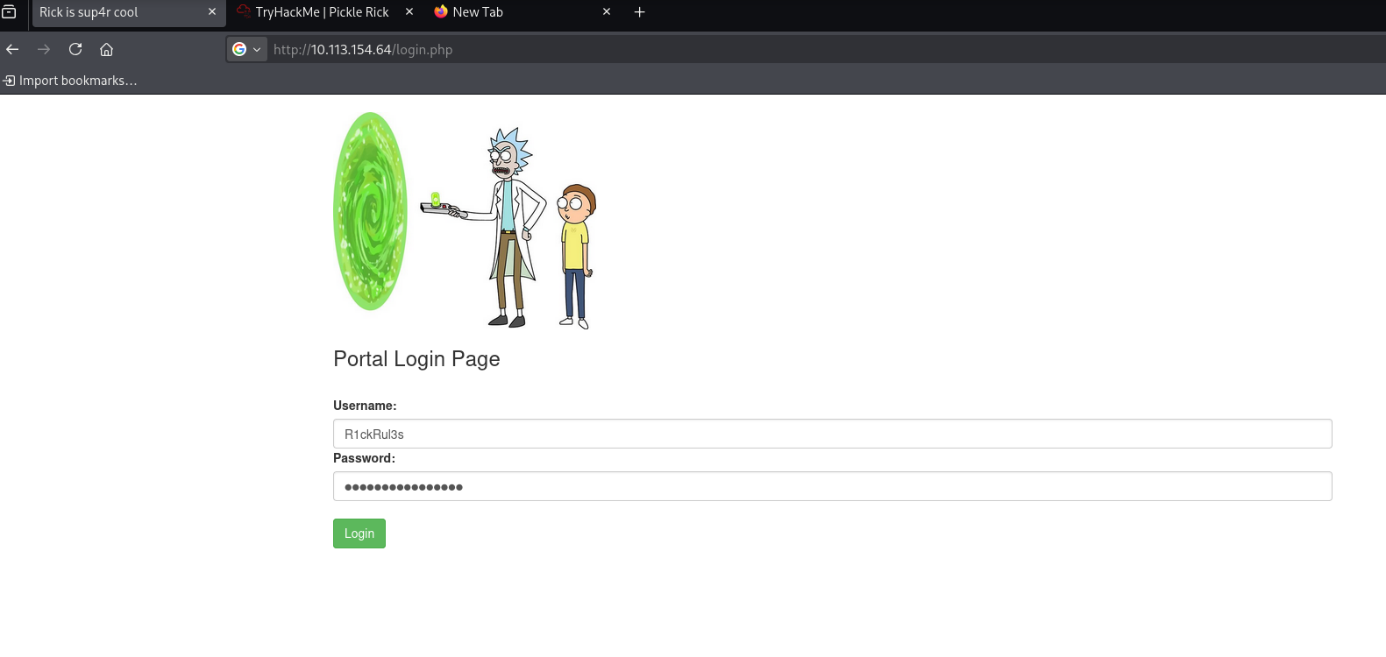 Rick is sup4r cool × TryHackMe | Pickle Rick × New Tab × +
http://10.113.154.64/login.php
Import bookmarks...
Portal Login Page
Username:
R1ckRul3s
Password:
••••••••••••••••
Login